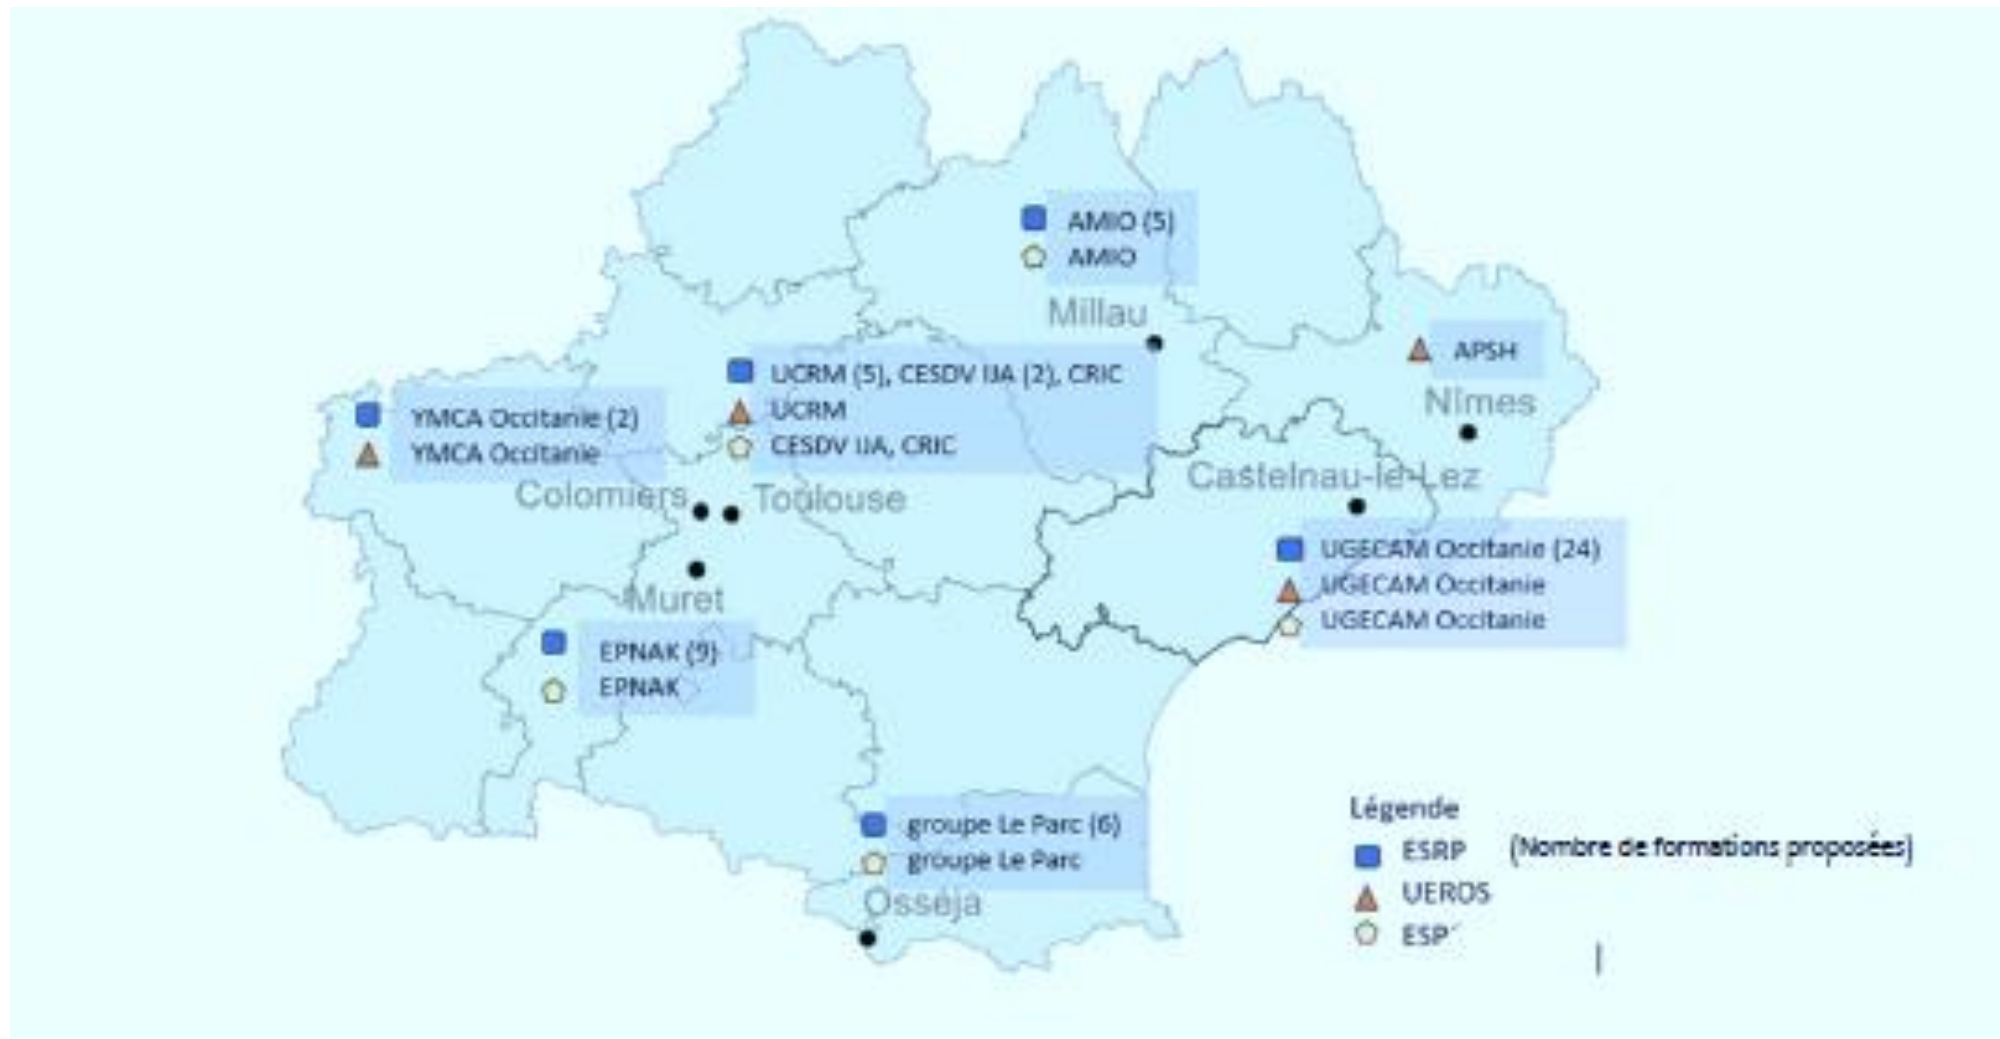 AMIO (5)
AMIO
Millau
APSH
Nîmes
UCRM (5), CESDV IJA (2), CRIC
UCRM
CESDV IJA, CRIC
YMCA Occitanie (2)
YMCA Occitanie
Colomiers
Toulouse
Castelnau-le-Lez
UGECAM Occitanie (24)
UGECAM Occitanie
UGECAM Occitanie
Muret
EPNAK (9)
EPNAK
groupe Le Parc (6)
groupe Le Parc
Osséja
Légende
ESRP (Nombre de formations proposées)
UEROS